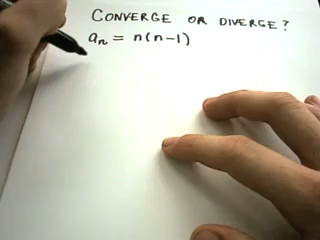 CONVERGE OR DIVERGE?
aₙ = n(n-1)